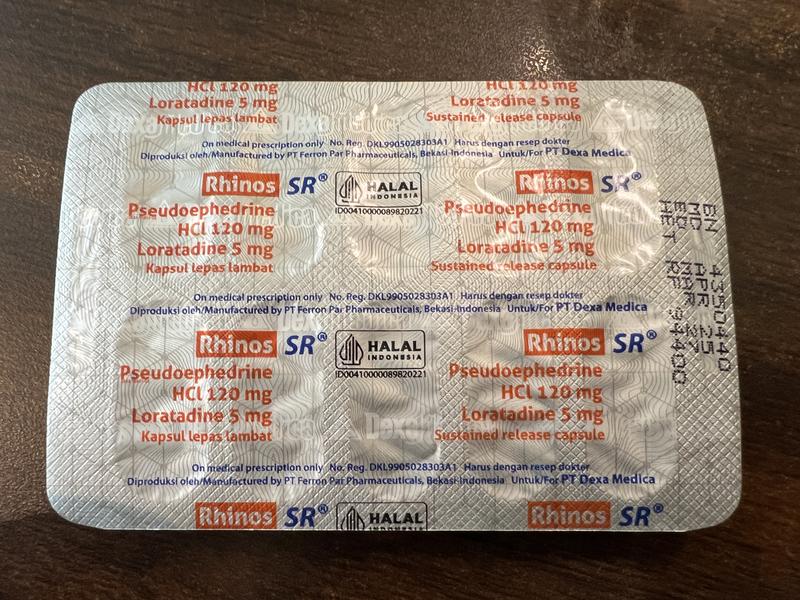 HCl 120 mg
Loratadine 5 mg
Kapsul lepas lambat
HCl 120 mg
Loratadine 5 mg
Sustained release capsule
On medical prescription only No. Reg. DKL9905028303A1 Harus dengan resep dokter
Diproduksi oleh/Manufactured by PT Ferron Par Pharmaceuticals, Bekasi-Indonesia Untuk/For PT Dexa Medica
Rhinos SR®
Pseudoephedrine
HCl 120 mg
Loratadine 5 mg
Kapsul lepas lambat
HALAL
INDONESIA
ID00410000089820221
Rhinos SR®
Pseudoephedrine
HCl 120 mg
Loratadine 5 mg
Sustained release capsule
On medical prescription only No. Reg. DKL9905028303A1 Harus dengan resep dokter
Diproduksi oleh/Manufactured by PT Ferron Par Pharmaceuticals, Bekasi-Indonesia Untuk/For PT Dexa Medica
Rhinos SR®
Pseudoephedrine
HCl 120 mg
Loratadine 5 mg
Kapsul lepas lambat
HALAL
INDONESIA
ID00410000089820221
Rhinos SR®
Pseudoephedrine
HCl 120 mg
Loratadine 5 mg
Sustained release capsule
Dexa
On medical prescription only No. Reg. DKL9905028303A1 Harus dengan resep dokter
Diproduksi oleh/Manufactured by PT Ferron Par Pharmaceuticals, Bekasi-Indonesia Untuk/For PT Dexa Medica
Rhinos SR®
HALAL
Rhinos SR®
BN 4350440
MD APR 25
ED 27
HET 94400